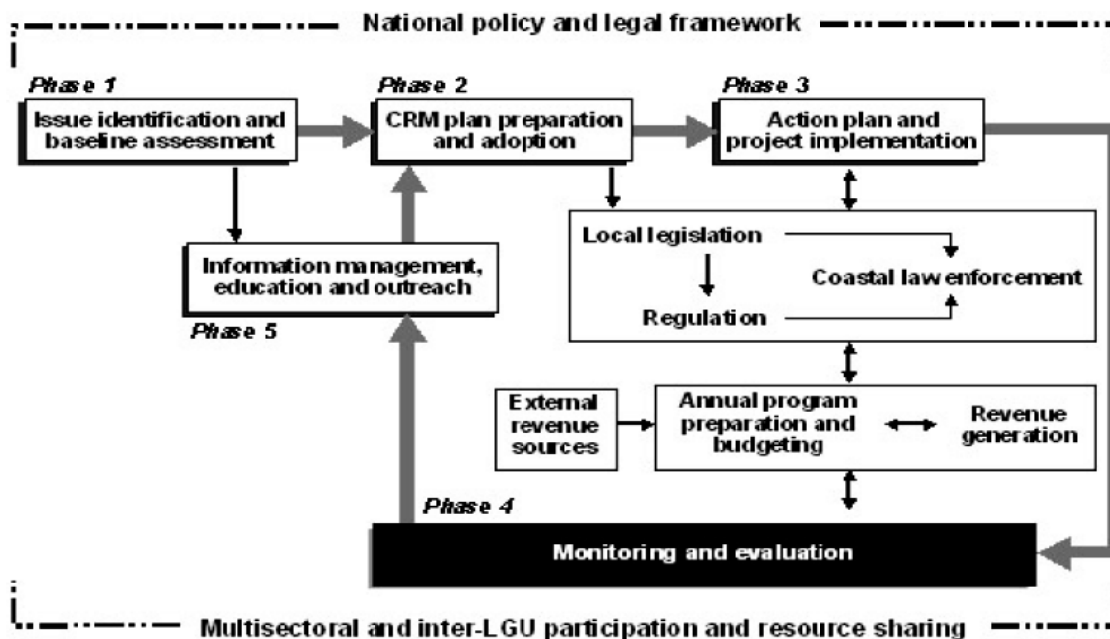 National policy and legal framework
Phase 1
Phase 2
Phase 3
Issue identification and
baseline assessment
CRM plan preparation
and adoption
Action plan and
project implementation
Information management,
education and outreach
Phase 5
Local legislation
Coastal law enforcement
Regulation
External
revenue
sources
Annual program
preparation and
budgeting
Revenue
generation
Phase 4
Monitoring and evaluation
Multisectoral and inter-LGU participation and resource sharing